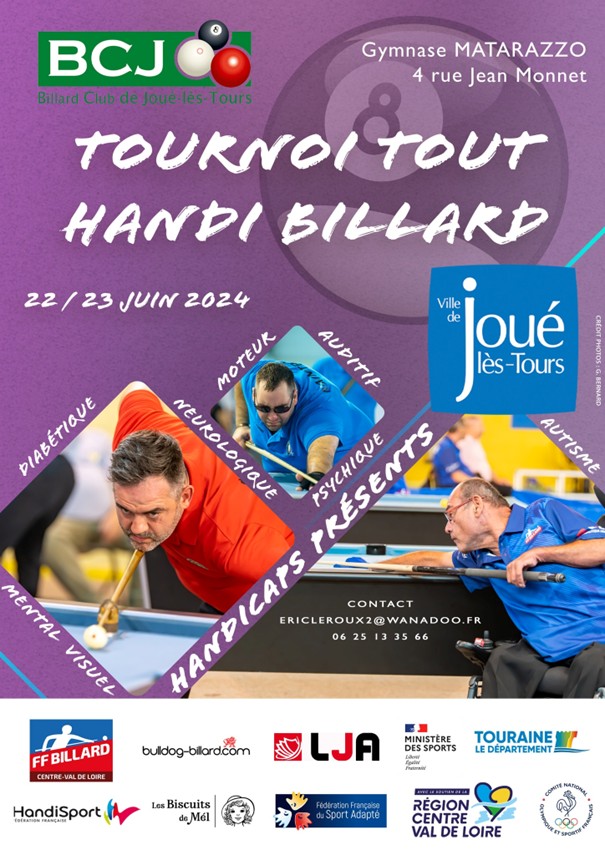 BCJ
Billard Club de Joué-lès-Tours
Gymnase MATARAZZO
4 rue Jean Monnet
TOURNOI TOUT
HANDI BILLARD
22 / 23 JUIN 2024
Ville
de
Joué
lès-Tours
CRÉDIT PHOTOS : G. BERNARD
MOTEUR
AUDITIF
DIABÉTIQUE
NEUROLOGIQUE
PSYCHIQUE
AUTISME
MENTAL VISUEL
HANDICAPS PRÉSENTS
CONTACT
ERICLEROUX2@WANADOO.FR
06 25 13 35 66
FF BILLARD
CENTRE-VAL DE LOIRE
bulldog-billard.com
LJA
MINISTÈRE
DES SPORTS
Liberté
Égalité
Fraternité
TOURAINE
LE DÉPARTEMENT
HandiSport
FÉDÉRATION FRANÇAISE
Les Biscuits
de Mél
Fédération Française
du Sport Adapté
AVEC LE SOUTIEN DE LA
RÉGION
CENTRE
VAL DE LOIRE
COMITÉ NATIONAL
OLYMPIQUE ET SPORTIF FRANÇAIS